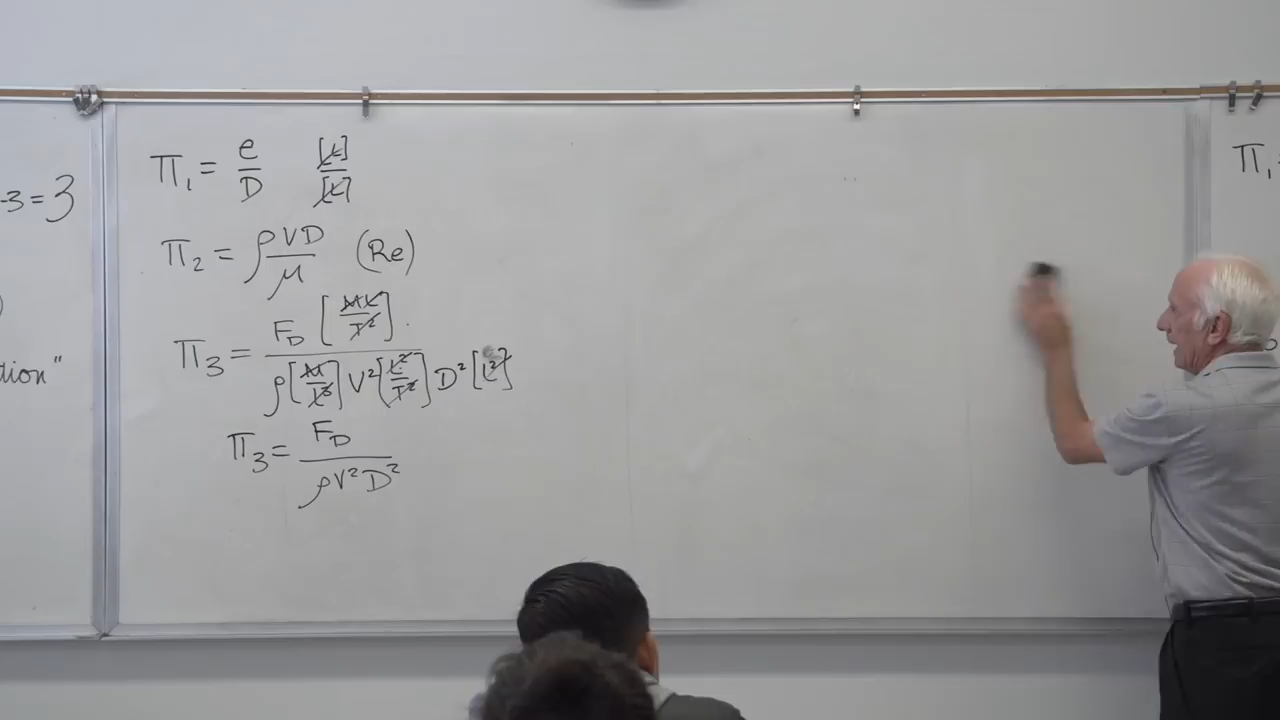 -3 = 3
)
tion"
π₁ = e/D [L]/[L]
π₂ = ρVD/μ (Re)
π₃ = F_D [ML/T²] / ρ[M/L³] V²[L²/T²] D²[L²]
π₃ = F_D / ρV²D²
π₁ =